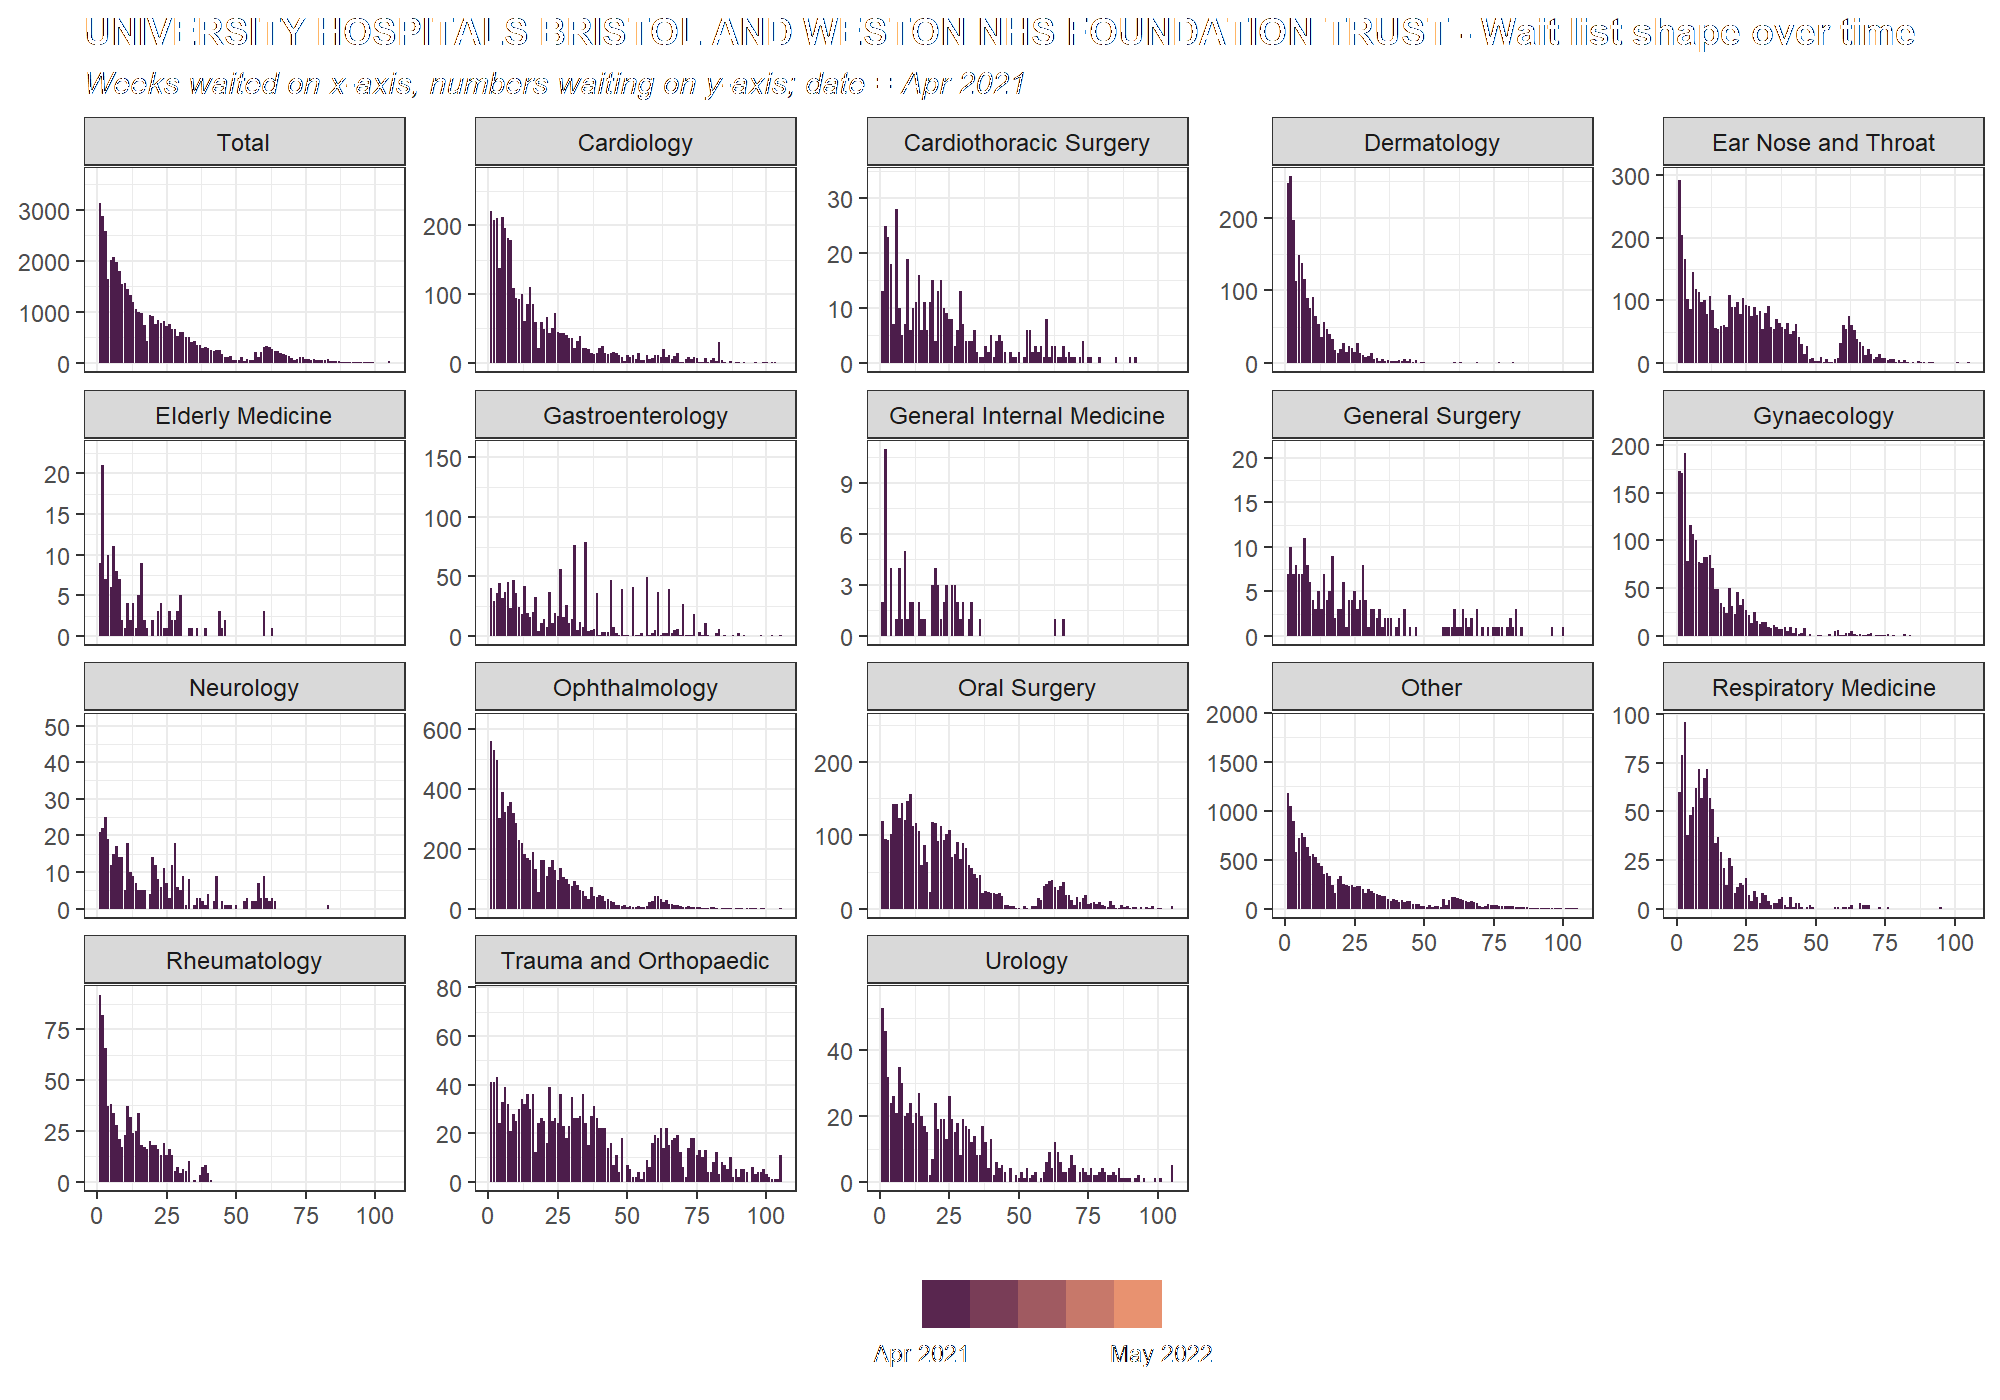 UNIVERSITY HOSPITALS BRISTOL AND WESTON NHS FOUNDATION TRUST - Wait list shape over time
Weeks waited on x-axis, numbers waiting on y-axis; date = Apr 2021
Total
Cardiology
Cardiothoracic Surgery
Dermatology
Ear Nose and Throat
3000
2000
1000
0
200
100
0
30
20
10
0
200
100
0
300
200
100
0
Elderly Medicine
Gastroenterology
General Internal Medicine
General Surgery
Gynaecology
20
15
10
5
0
150
100
50
0
9
6
3
0
20
15
10
5
0
200
150
100
50
0
Neurology
Ophthalmology
Oral Surgery
Other
Respiratory Medicine
50
40
30
20
10
0
600
400
200
0
200
100
0
2000
1500
1000
500
0
100
75
50
25
0
0 25 50 75 100
0 25 50 75 100
Rheumatology
Trauma and Orthopaedic
Urology
75
50
25
0
80
60
40
20
0
40
20
0
0 25 50 75 100
0 25 50 75 100
0 25 50 75 100
Apr 2021
May 2022